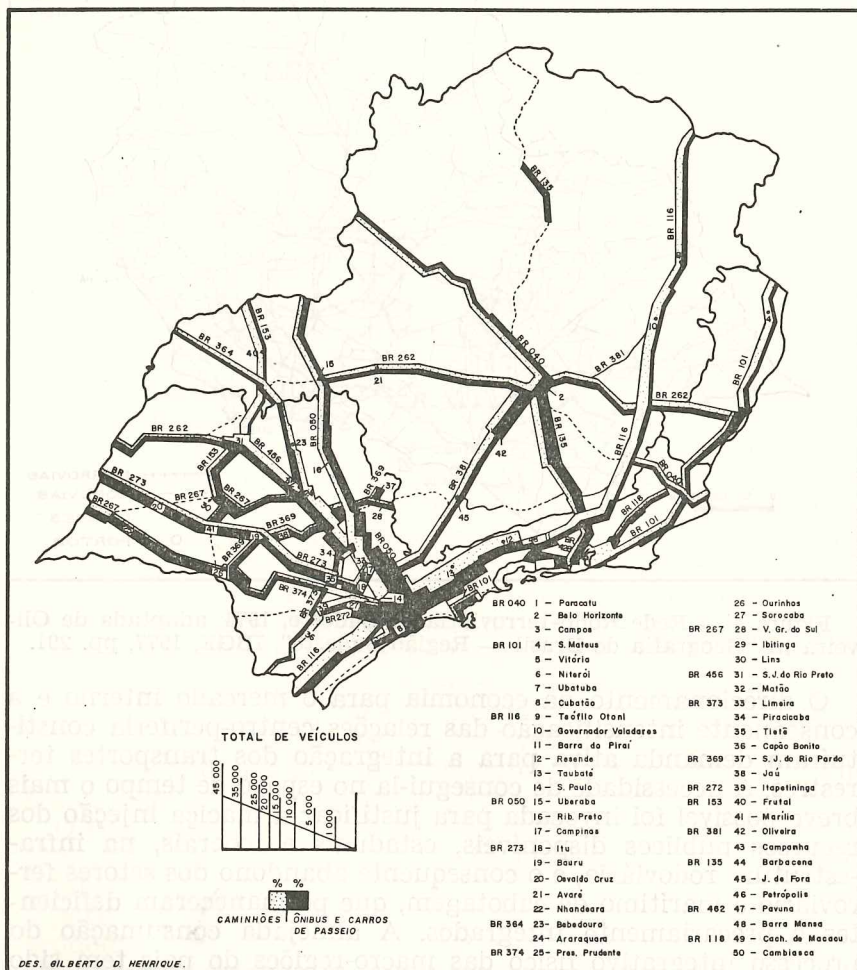 BR 135
BR 116
BR 101
BR 040
BR 381
BR 262
BR 153
BR 364
BR 262
BR 050
BR 262
BR 456
BR 153
BR 273
BR 267
BR 267
BR 267
BR 369
BR 369
BR 369
BR 273
BR 374
BR 373
BR 272
BR 116
BR 050
BR 381
BR 135
BR 116
BR 040
BR 118
BR 101
BR 101
TOTAL DE VEÍCULOS
45 000
35 000
25 000
20 000
15 000
10 000
5 000
1 000
% %
CAMINHÕES ÔNIBUS E CARROS
DE PASSEIO
BR 040 1 - Paracatu
2 - Belo Horizonte
3 - Campos
BR 101 4 - S. Mateus
5 - Vitória
6 - Niterói
7 - Ubatuba
8 - Cubatão
BR 116 9 - Teófilo Otoni
10 - Governador Valadares
11 - Barra do Piraí
12 - Resende
13 - Taubaté
14 - S. Paulo
BR 050 15 - Uberaba
16 - Rib. Preto
17 - Campinas
BR 273 18 - Itu
19 - Bauru
20 - Osvaldo Cruz
21 - Avaré
22 - Nhandeara
BR 364 23 - Bebedouro
24 - Araraquara
BR 374 25 - Pres. Prudente
26 - Ourinhos
27 - Sorocaba
BR 267 28 - V. Gr. do Sul
29 - Ibitinga
30 - Lins
BR 456 31 - S.J. do Rio Preto
32 - Matão
BR 373 33 - Limeira
34 - Piracicaba
35 - Tietê
36 - Capão Bonito
BR 369 37 - S.J. do Rio Pardo
38 - Jaú
BR 272 39 - Itapetininga
BR 153 40 - Frutal
41 - Marília
BR 381 42 - Oliveira
43 - Campanha
BR 135 44 - Barbacena
45 - J. de Fora
46 - Petrópolis
BR 462 47 - Pavuna
48 - Barra Mansa
BR 118 49 - Cach. de Macacu
50 - Cambiasca
DES. GILBERTO D. HENRIQUE.